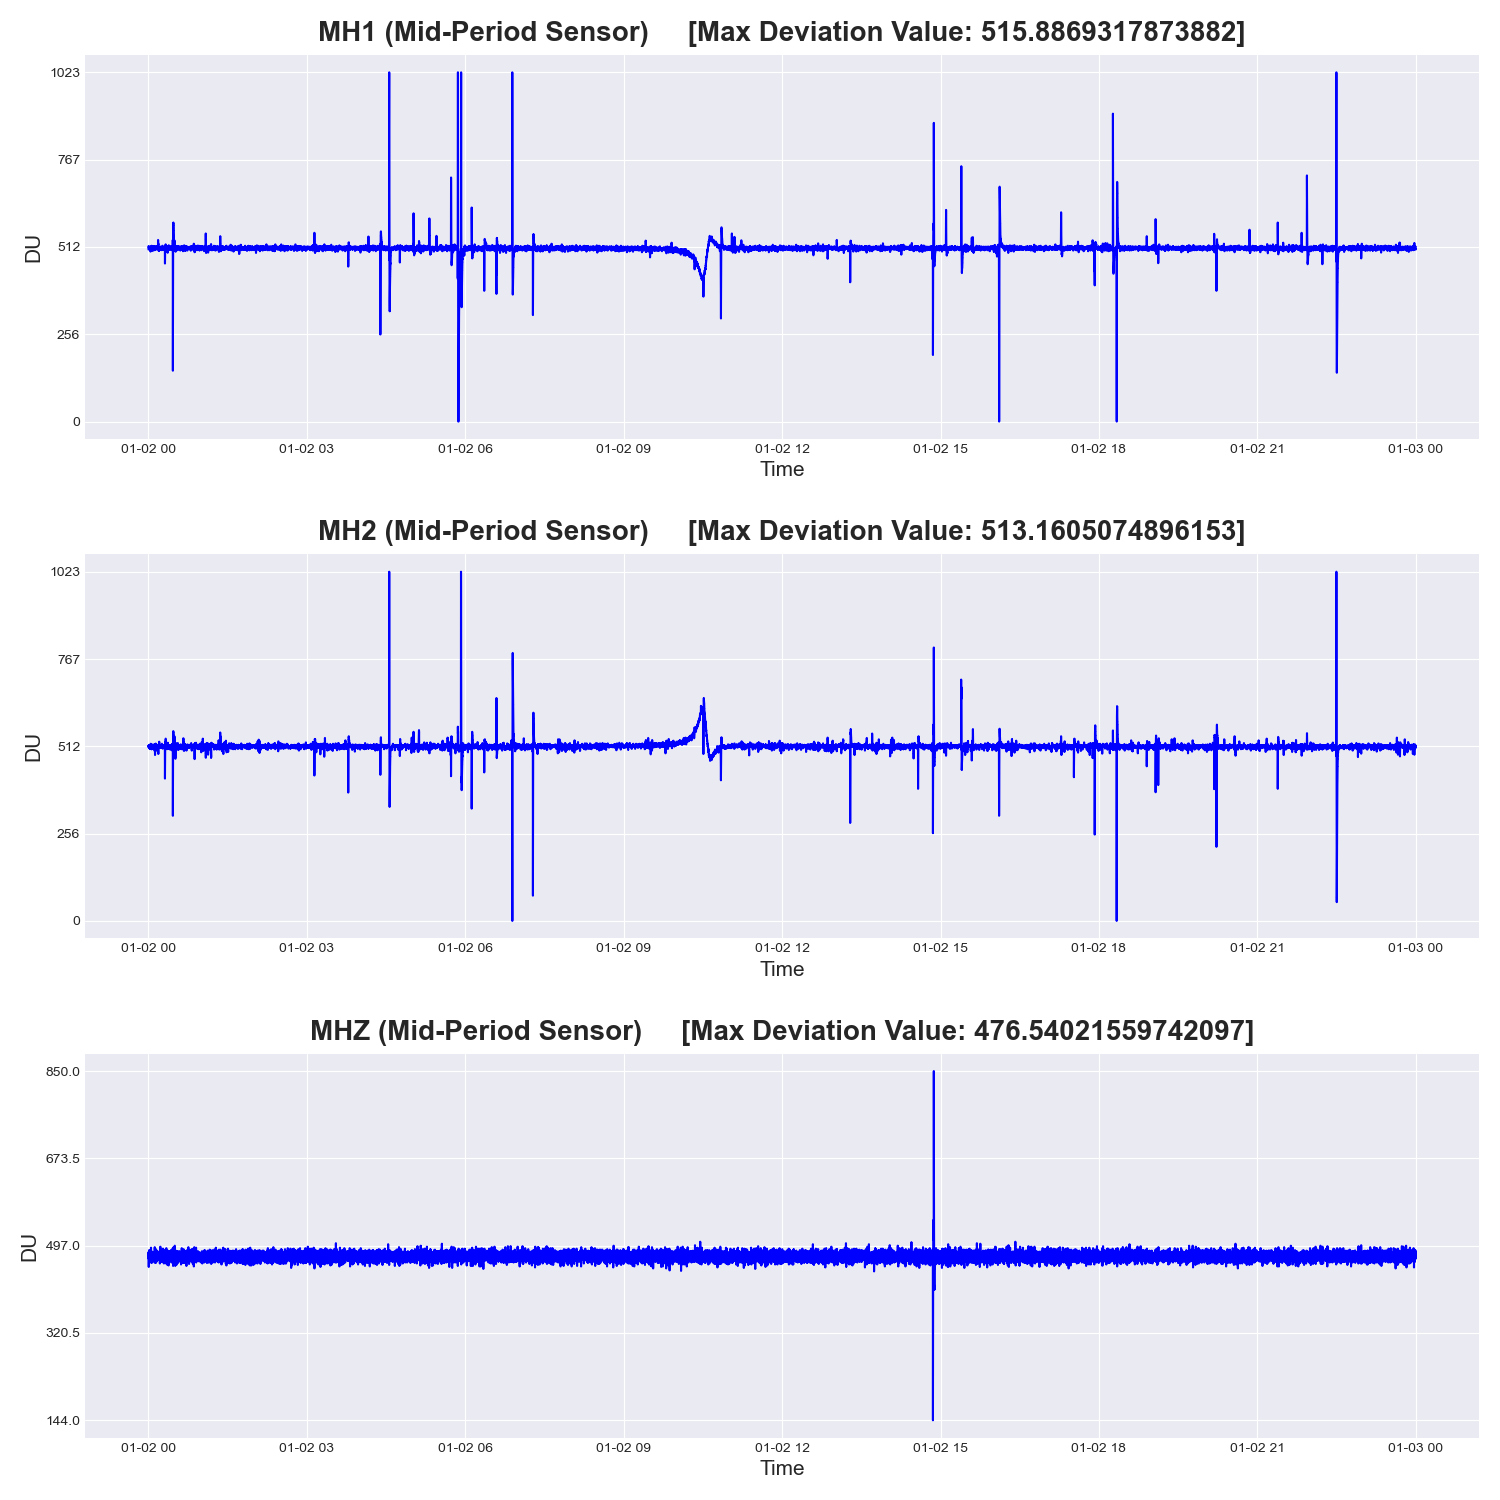 MH1 (Mid-Period Sensor)     [Max Deviation Value: 515.8869317873882]
1023
767
512
256
0
DU
01-02 00 01-02 03 01-02 06 01-02 09 01-02 12 01-02 15 01-02 18 01-02 21 01-03 00
Time
MH2 (Mid-Period Sensor)     [Max Deviation Value: 513.1605074896153]
1023
767
512
256
0
DU
01-02 00 01-02 03 01-02 06 01-02 09 01-02 12 01-02 15 01-02 18 01-02 21 01-03 00
Time
MHZ (Mid-Period Sensor)     [Max Deviation Value: 476.54021559742097]
850.0
673.5
497.0
320.5
144.0
DU
01-02 00 01-02 03 01-02 06 01-02 09 01-02 12 01-02 15 01-02 18 01-02 21 01-03 00
Time